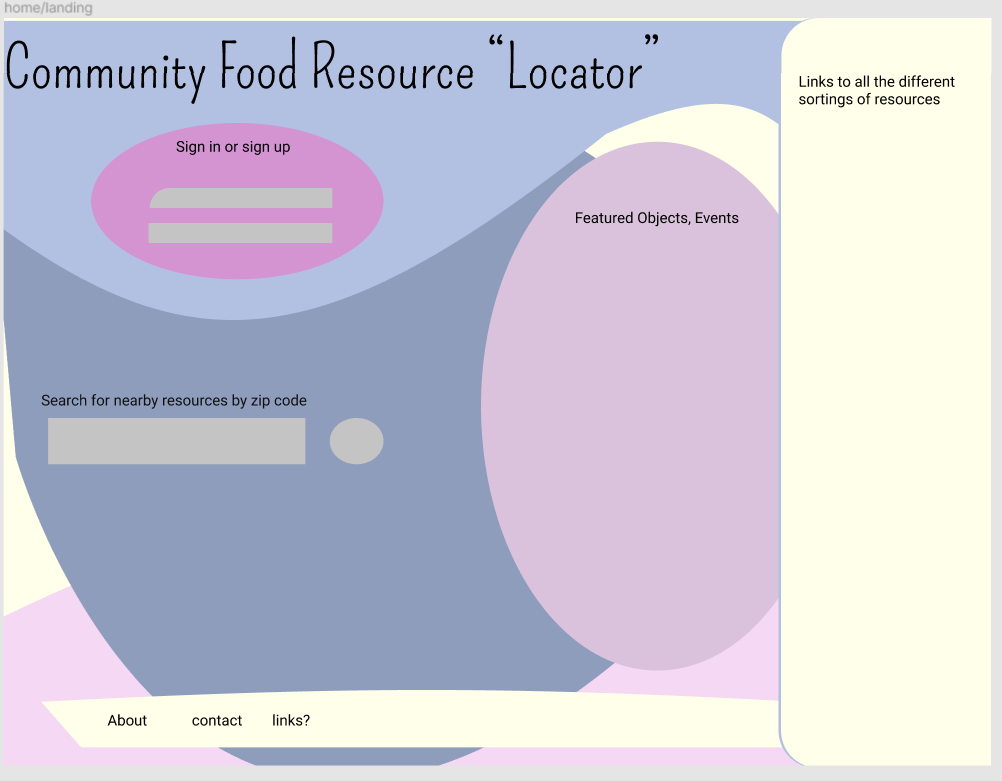 home/landing
Community Food Resource “Locator”
Links to all the different
sortings of resources
Sign in or sign up
Featured Objects, Events
Search for nearby resources by zip code
About contact links?